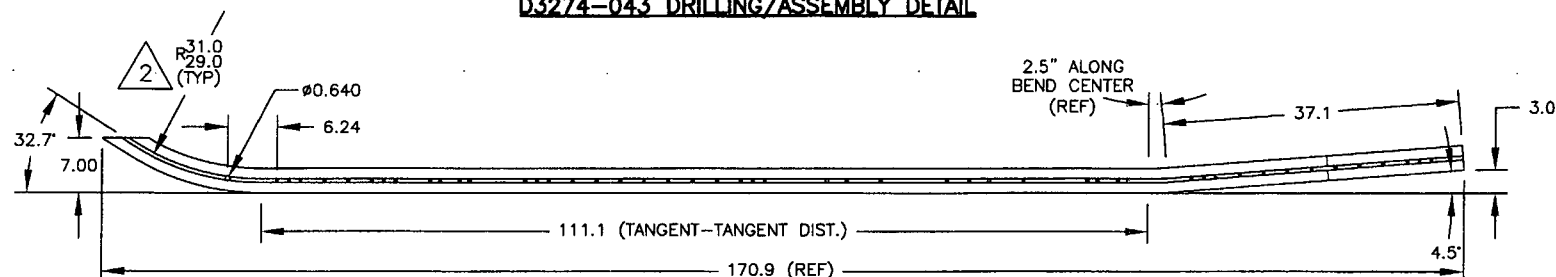 D3274-043 DRILLING/ASSEMBLY DETAIL
2
R31.0
29.0
(TYP)
ø0.640
6.24
32.7°
7.00
2.5" ALONG
BEND CENTER
(REF)
37.1
3.0
111.1 (TANGENT-TANGENT DIST.)
4.5°
170.9 (REF)